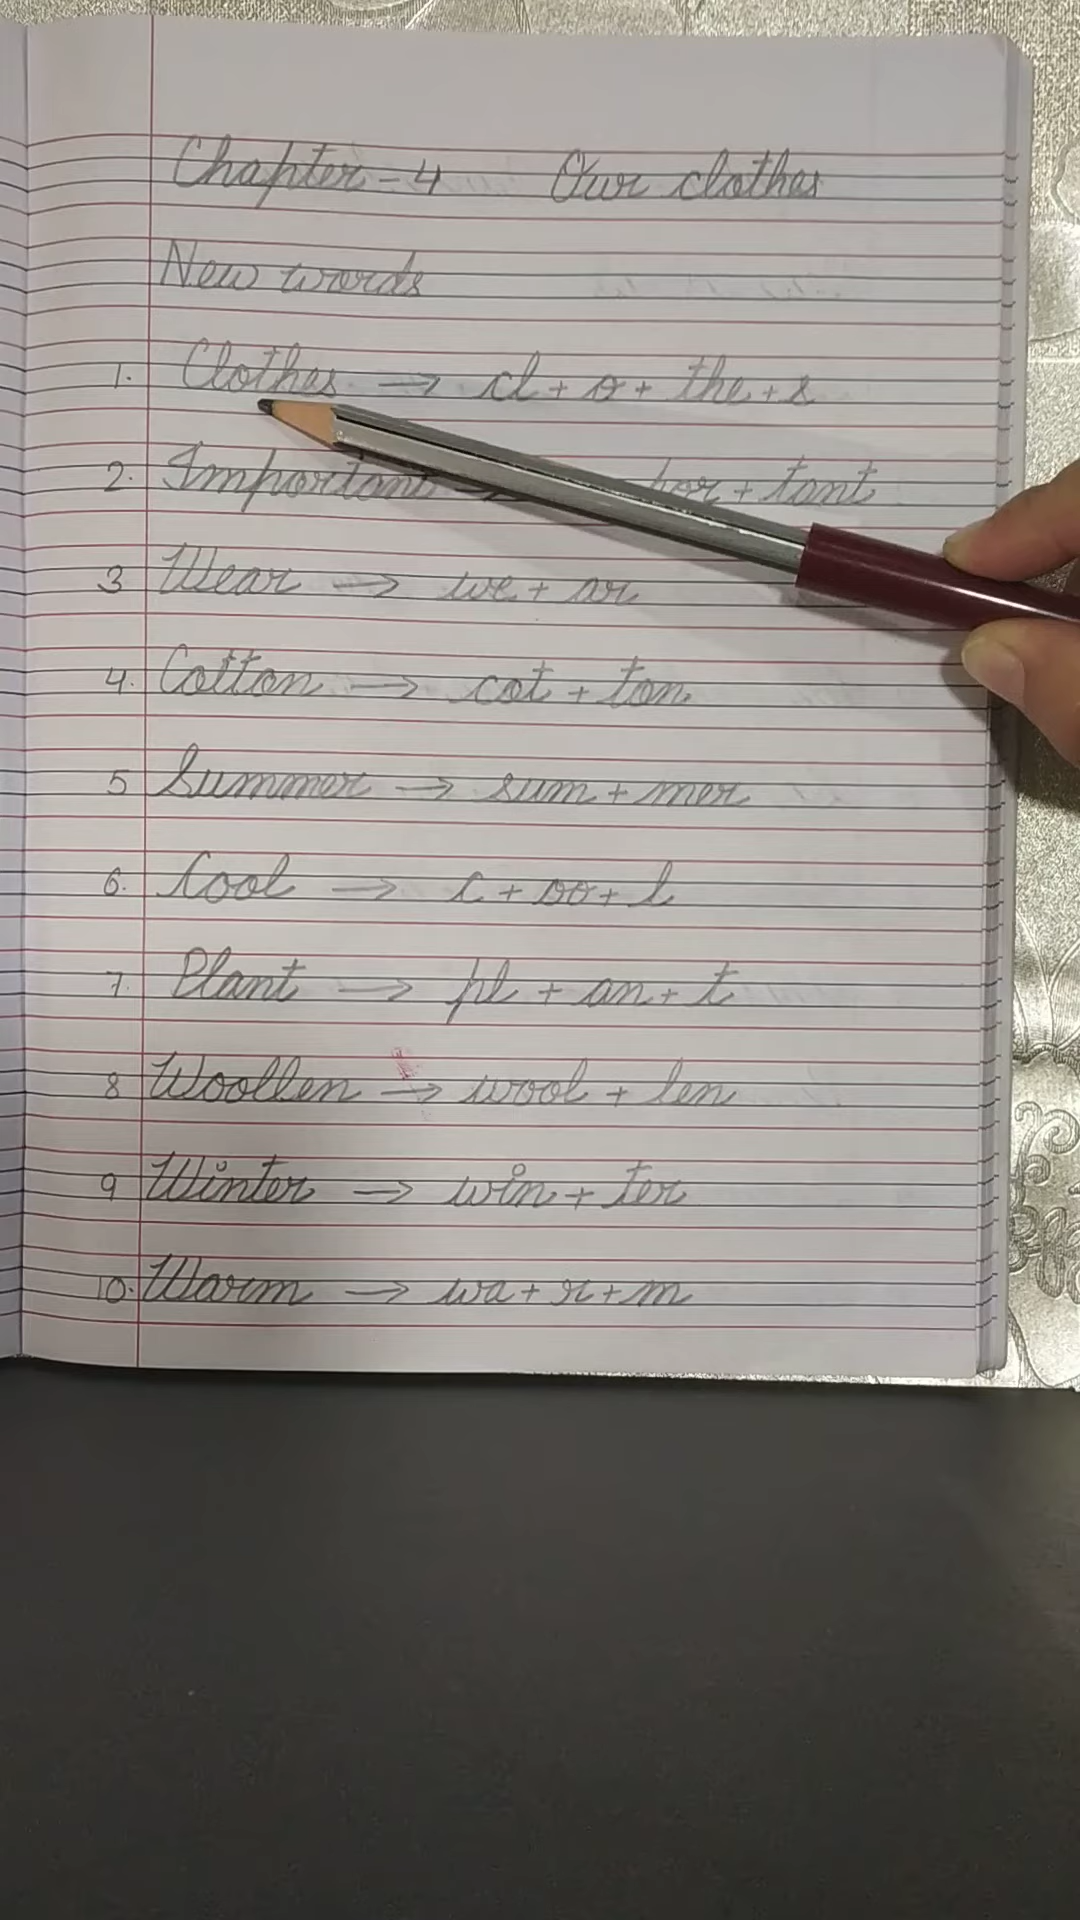 Chapter-4 Our clothes
New words
1. Clothes → cl + o + the + s
2. Important por + tant
3 Wear → we + ar
4. Cotton → cot + ton
5 Summer → sum + mer
6. Cool → c + oo + l
7. Plant → pl + an + t
8 Woollen → wool + len
9 Winter → win + ter
10. Warm → wa + r + m